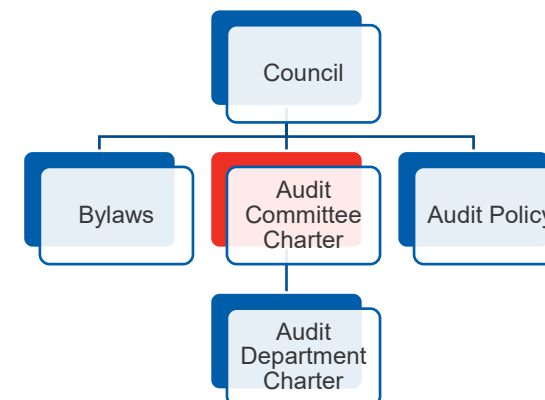 Council
Bylaws
Audit
Committee
Charter
Audit Policy
Audit
Department
Charter